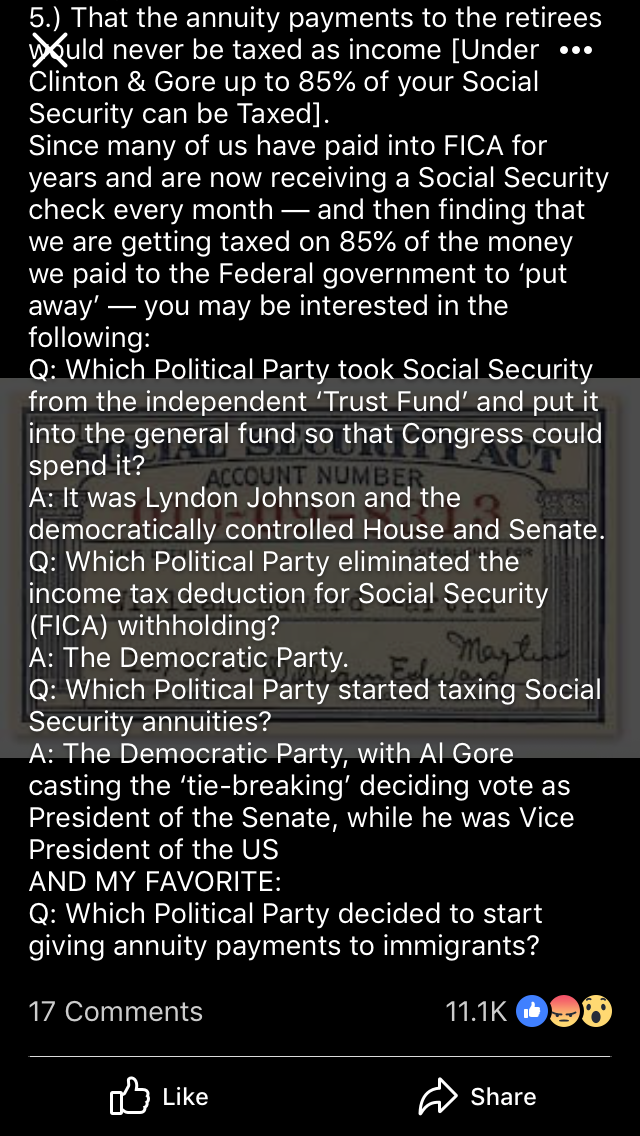 5.) That the annuity payments to the retirees
would never be taxed as income [Under
Clinton & Gore up to 85% of your Social
Security can be Taxed].
Since many of us have paid into FICA for
years and are now receiving a Social Security
check every month — and then finding that
we are getting taxed on 85% of the money
we paid to the Federal government to ‘put
away’ — you may be interested in the
following:
Q: Which Political Party took Social Security
from the independent ‘Trust Fund’ and put it
into the general fund so that Congress could
spend it?
A: It was Lyndon Johnson and the
democratically controlled House and Senate.
Q: Which Political Party eliminated the
income tax deduction for Social Security
(FICA) withholding?
A: The Democratic Party.
Q: Which Political Party started taxing Social
Security annuities?
A: The Democratic Party, with Al Gore
casting the ‘tie-breaking’ deciding vote as
President of the Senate, while he was Vice
President of the US
AND MY FAVORITE:
Q: Which Political Party decided to start
giving annuity payments to immigrants?
SOCIAL SECURITY ACT
ACCOUNT NUMBER
17 Comments
11.1K
Like
Share